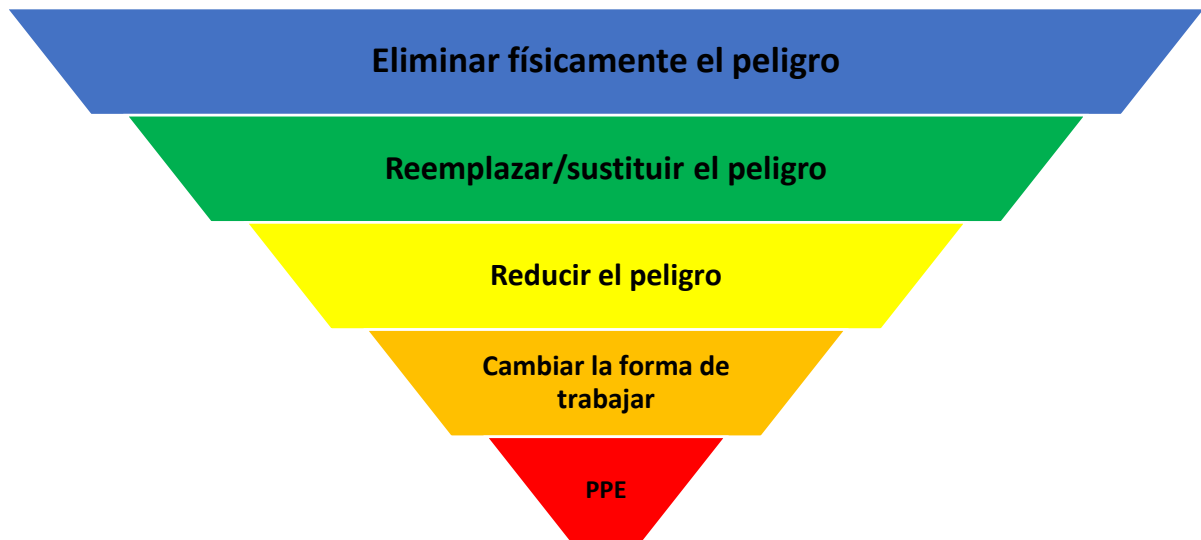 Eliminar físicamente el peligro
Reemplazar/sustituir el peligro
Reducir el peligro
Cambiar la forma de
trabajar
PPE